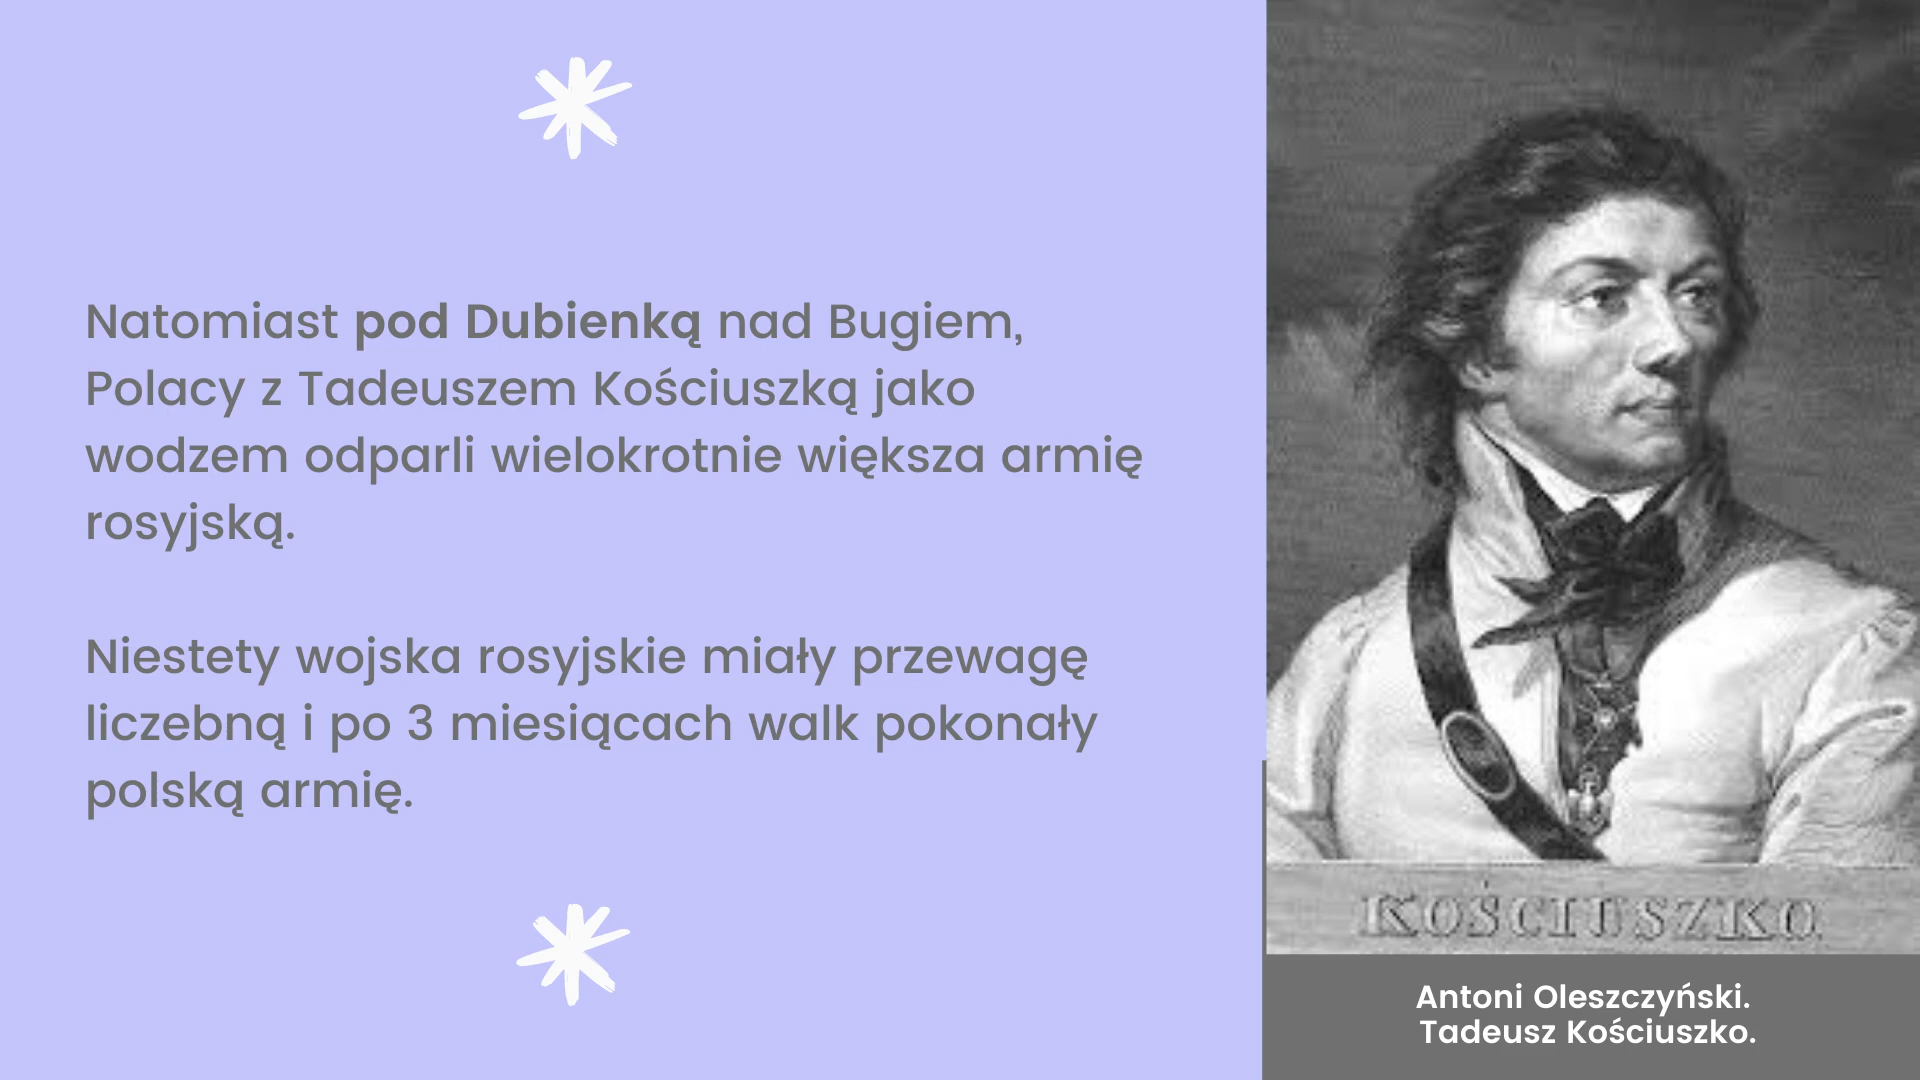 Natomiast pod Dubienką nad Bugiem,
Polacy z Tadeuszem Kościuszką jako
wodzem odparli wielokrotnie większa armię
rosyjską.
Niestety wojska rosyjskie miały przewagę
liczebną i po 3 miesiącach walk pokonały
polską armię.
KOŚCIUSZKO
Antoni Oleszczyński.
Tadeusz Kościuszko.